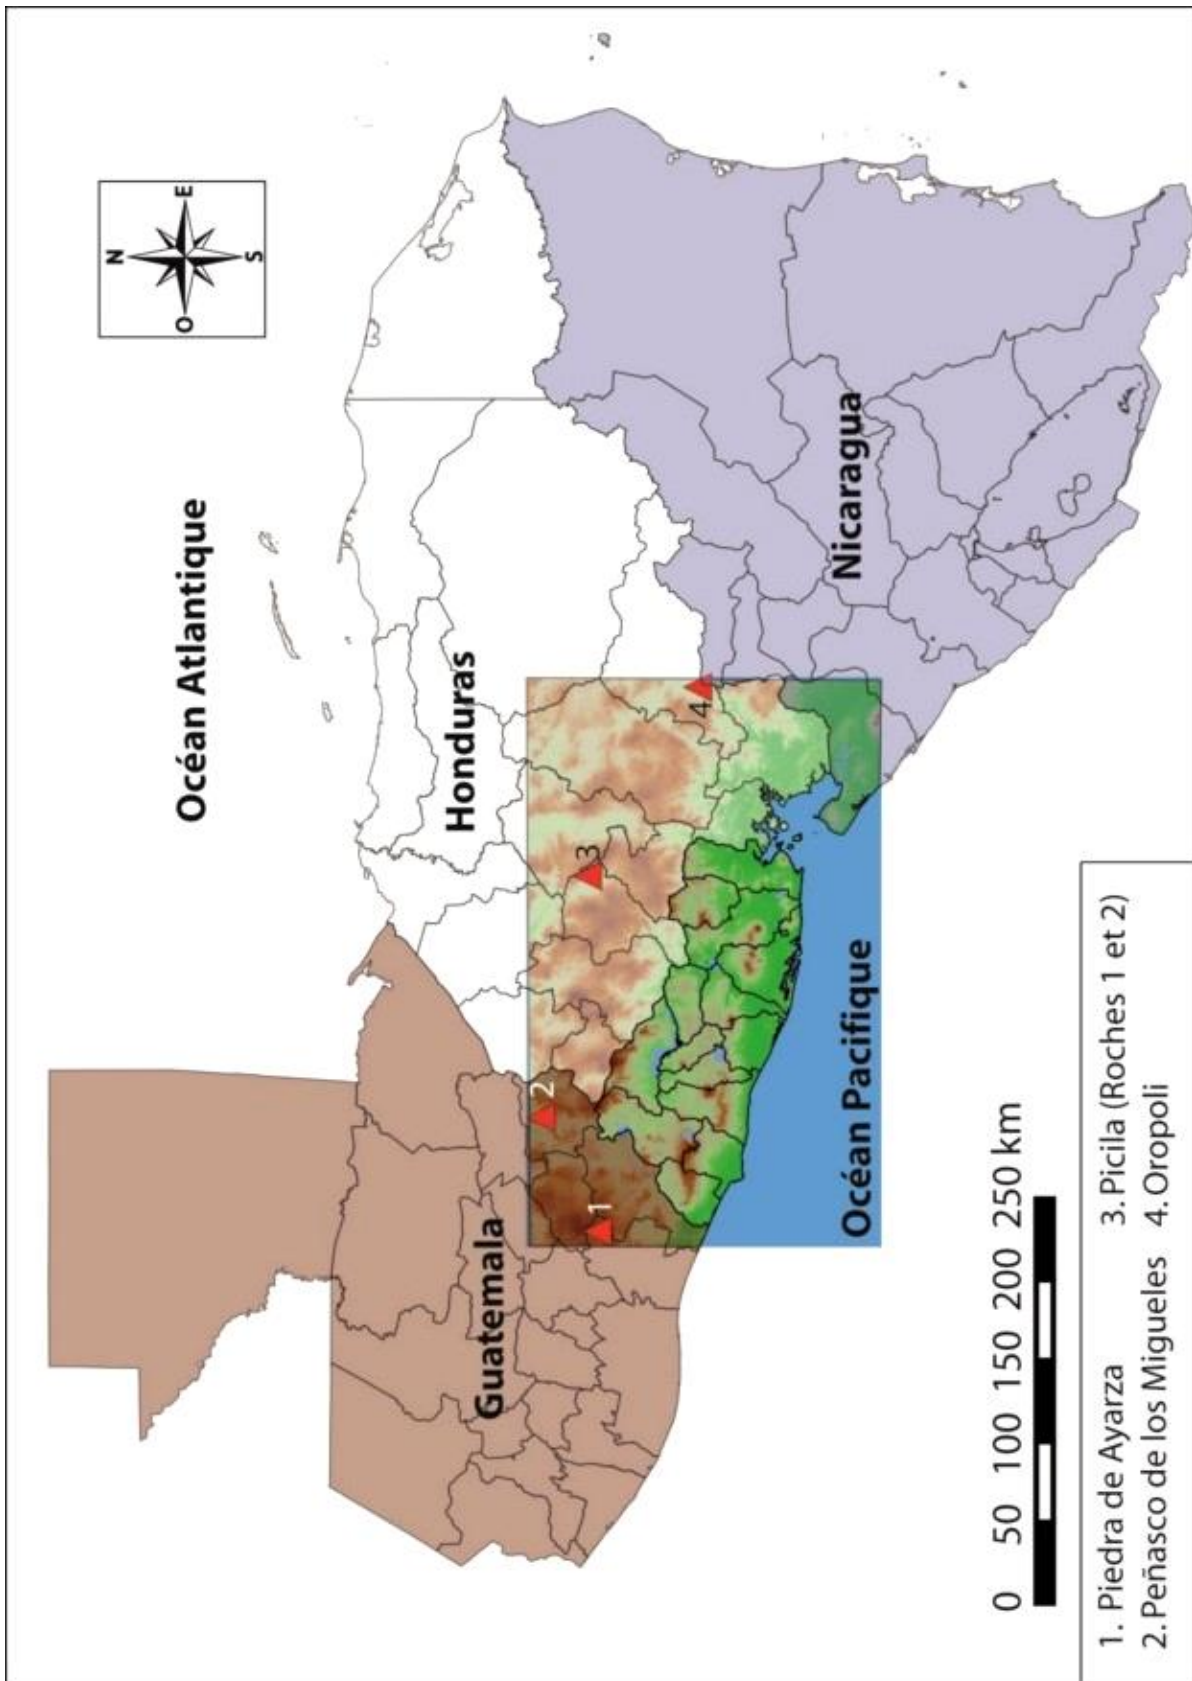 N
O
E
S
Océan Atlantique
Honduras
Guatemala
Nicaragua
1
2
3
4
Océan Pacifique
0 50 100 150 200 250 km
1. Piedra de Ayarza 3. Picila (Roches 1 et 2)
2. Peñasco de los Migueles 4. Oropoli